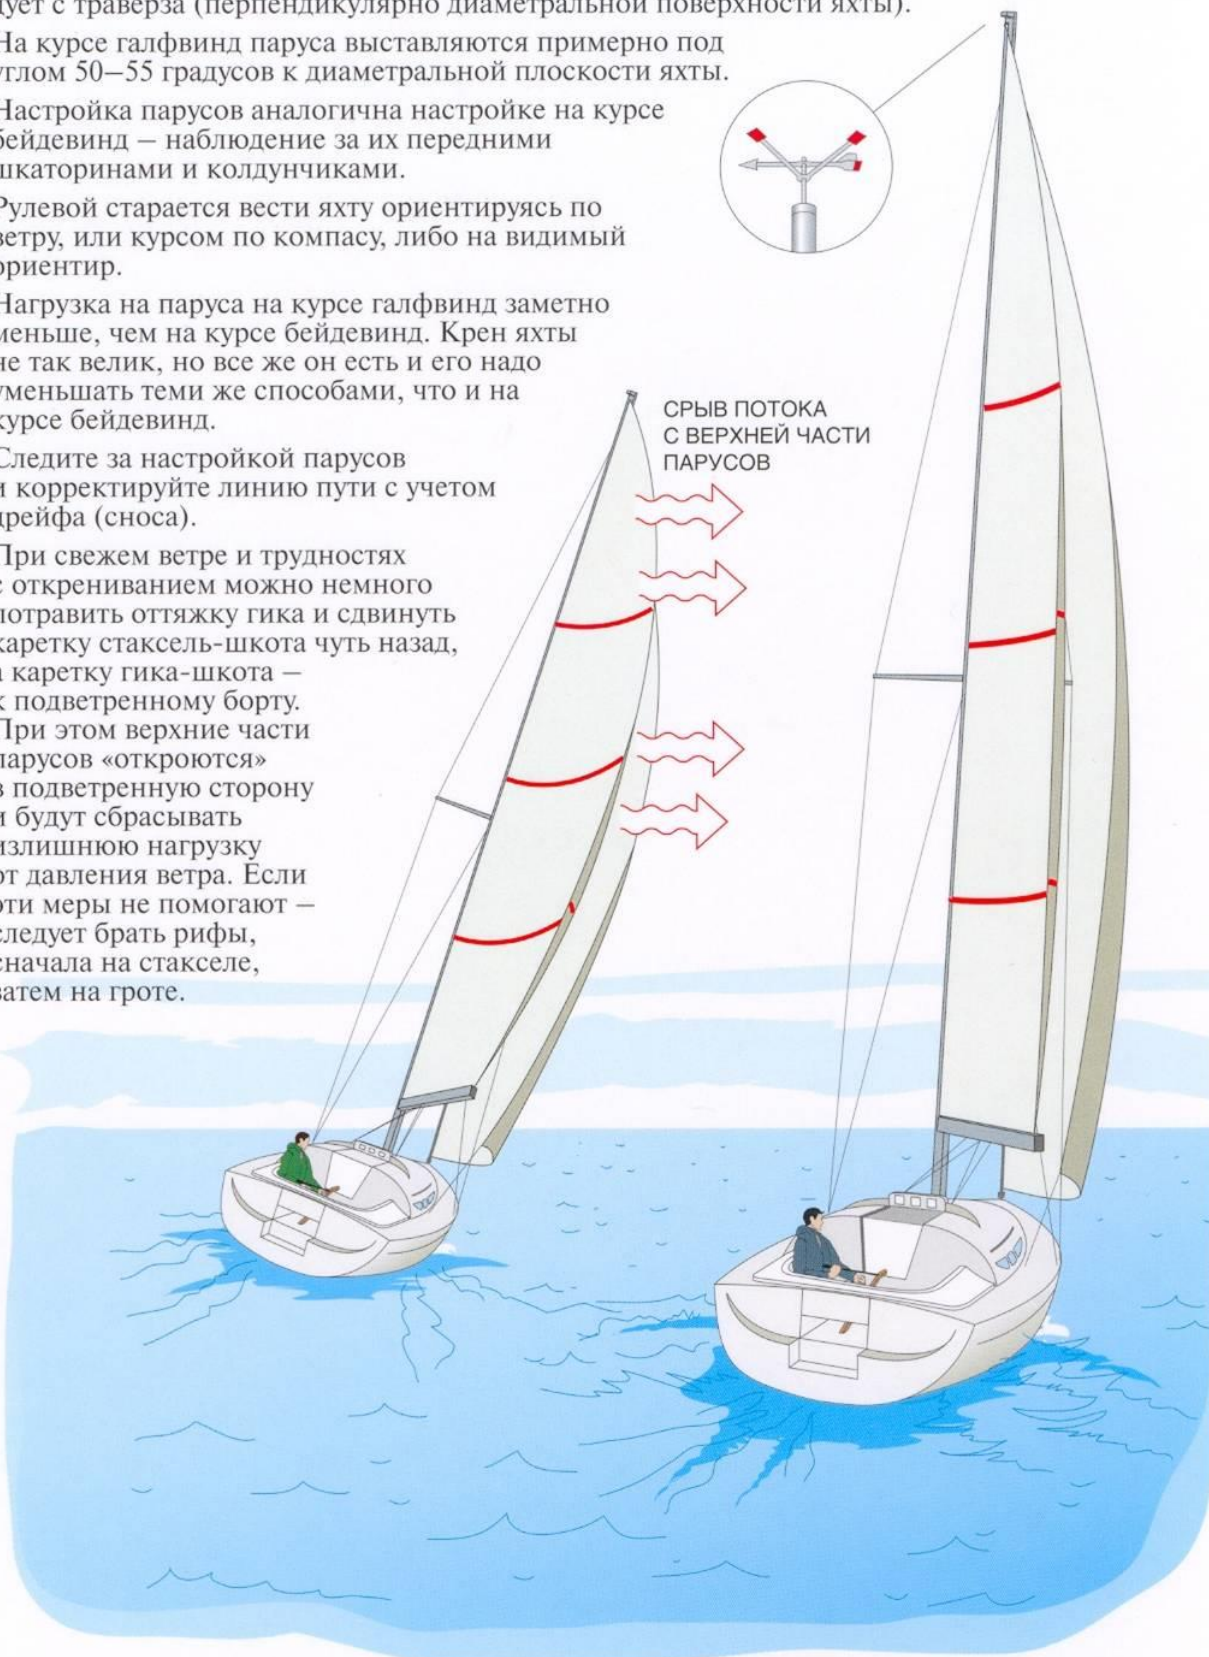 дует с траверза (перпендикулярно диаметральной поверхности яхты).
На курсе галфвинд паруса выставляются примерно под
углом 50–55 градусов к диаметральной плоскости яхты.
Настройка парусов аналогична настройке на курсе
бейдевинд – наблюдение за их передними
шкаторинами и колдунчиками.
Рулевой старается вести яхту ориентируясь по
ветру, или курсом по компасу, либо на видимый
ориентир.
Нагрузка на паруса на курсе галфвинд заметно
меньше, чем на курсе бейдевинд. Крен яхты
не так велик, но все же он есть и его надо
уменьшать теми же способами, что и на
курсе бейдевинд.
Следите за настройкой парусов
и корректируйте линию пути с учетом
дрейфа (сноса).
При свежем ветре и трудностях
с открениванием можно немного
потравить оттяжку гика и сдвинуть
каретку стаксель-шкота чуть назад,
а каретку гика-шкота –
к подветренному борту.
При этом верхние части
парусов «откроются»
в подветренную сторону
и будут сбрасывать
излишнюю нагрузку
от давления ветра. Если
эти меры не помогают –
следует брать рифы,
сначала на стакселе,
затем на гроте.
СРЫВ ПОТОКА
С ВЕРХНЕЙ ЧАСТИ
ПАРУСОВ